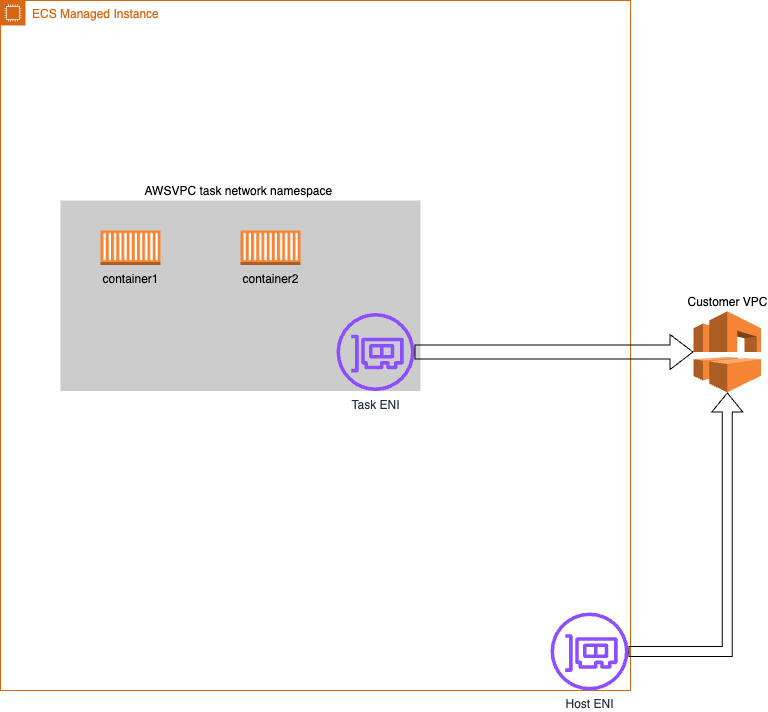 ECS Managed Instance
AWSVPC task network namespace
container1
container2
Customer VPC
Task ENI
Host ENI